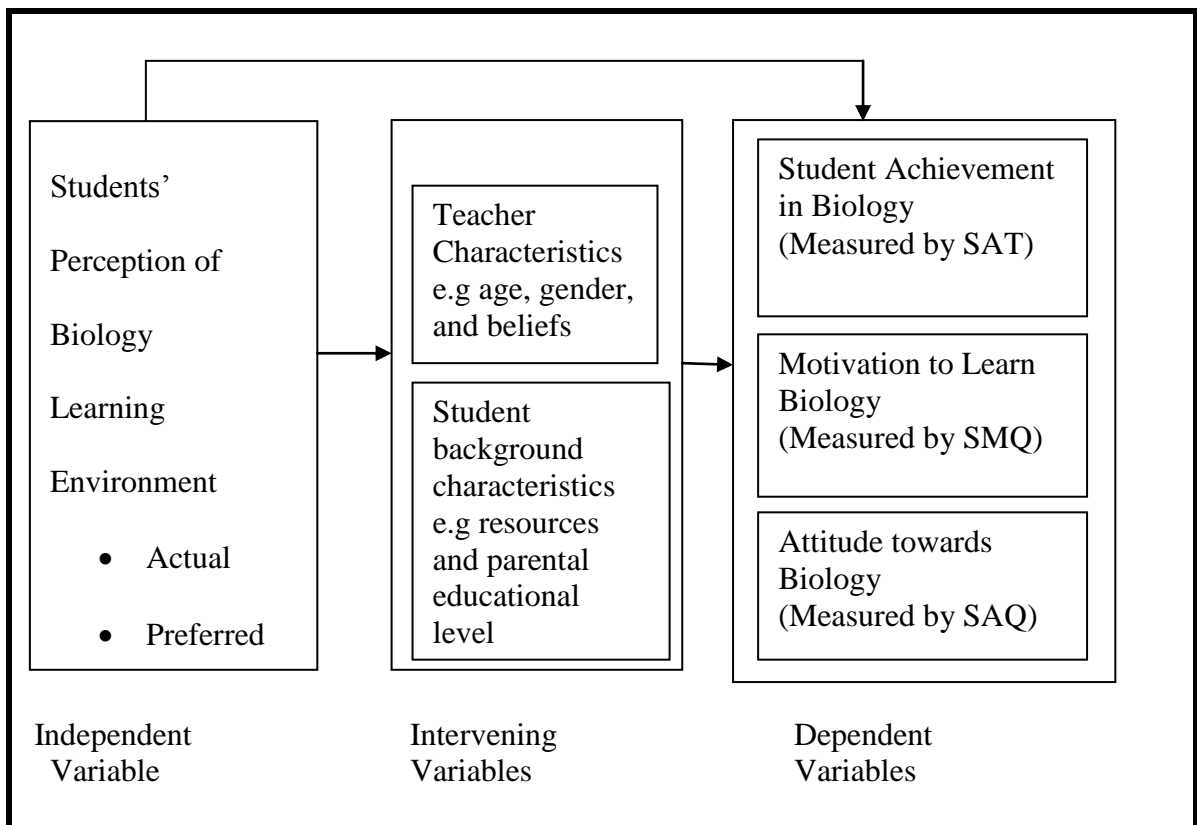 Students’
Perception of
Biology
Learning
Environment
• Actual
• Preferred
Teacher
Characteristics
e.g age, gender,
and beliefs
Student
background
characteristics
e.g resources
and parental
educational
level
Student Achievement
in Biology
(Measured by SAT)
Motivation to Learn
Biology
(Measured by SMQ)
Attitude towards
Biology
(Measured by SAQ)
Independent
Variable
Intervening
Variables
Dependent
Variables